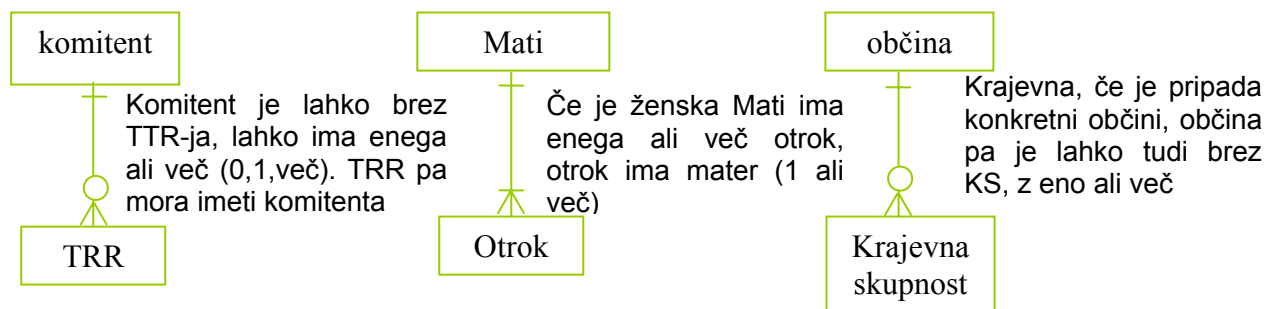 komitent
Komitent je lahko brez
TTR-ja, lahko ima enega
ali več (0,1,več). TRR pa
mora imeti komitenta
TRR
Mati
Če je ženska Mati ima
enega ali več otrok,
otrok ima mater (1 ali
več)
Otrok
občina
Krajevna, če je pripada
konkretni občini, občina
pa je lahko tudi brez
KS, z eno ali več
Krajevna
skupnost